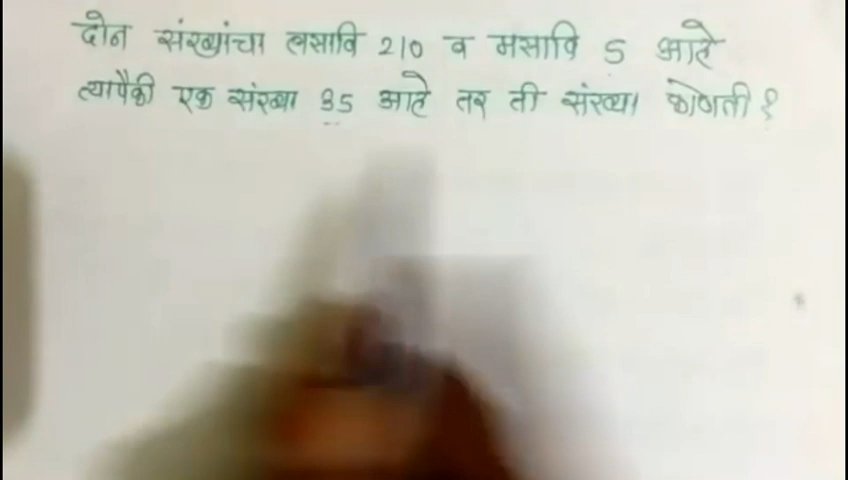 दोन संख्यांचा लसावि 210 व मसावि 5 आहे
त्यापैकी एक संख्या 35 आहे तर ती संख्या कोणती ?